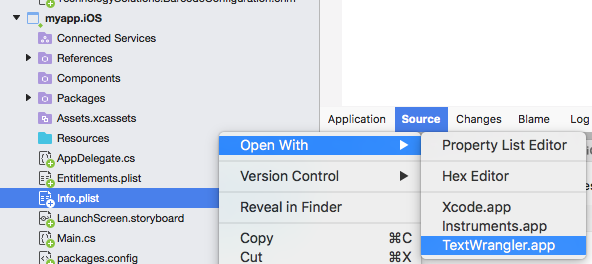 myapp.iOS
Connected Services
References
Components
Packages
Assets.xcassets
Resources
AppDelegate.cs
Entitlements.plist
Info.plist
LaunchScreen.storyboard
Main.cs
packages.config
Application Source Changes Blame Log
Open With
Version Control
Reveal in Finder
Copy ⌘C
Cut ⌘X
Property List Editor
Hex Editor
Xcode.app
Instruments.app
TextWrangler.app